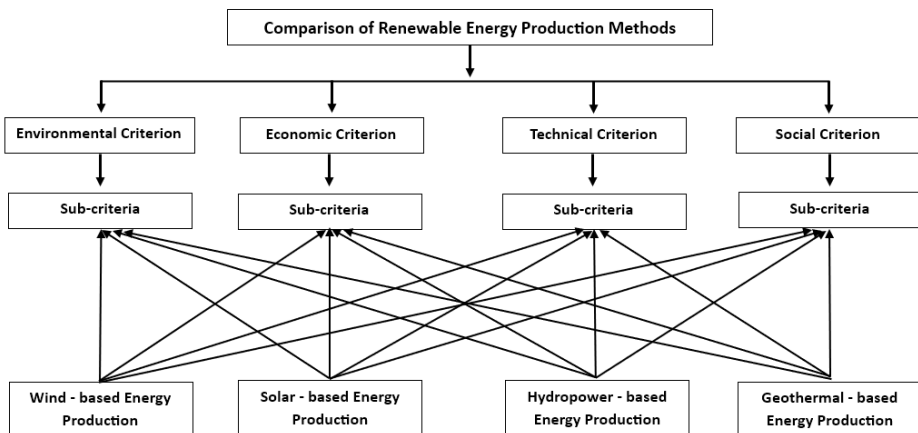 Comparison of Renewable Energy Production Methods
Environmental Criterion
Economic Criterion
Technical Criterion
Social Criterion
Sub-criteria
Sub-criteria
Sub-criteria
Sub-criteria
Wind - based Energy
Production
Solar - based Energy
Production
Hydropower - based
Energy Production
Geothermal - based
Energy Production